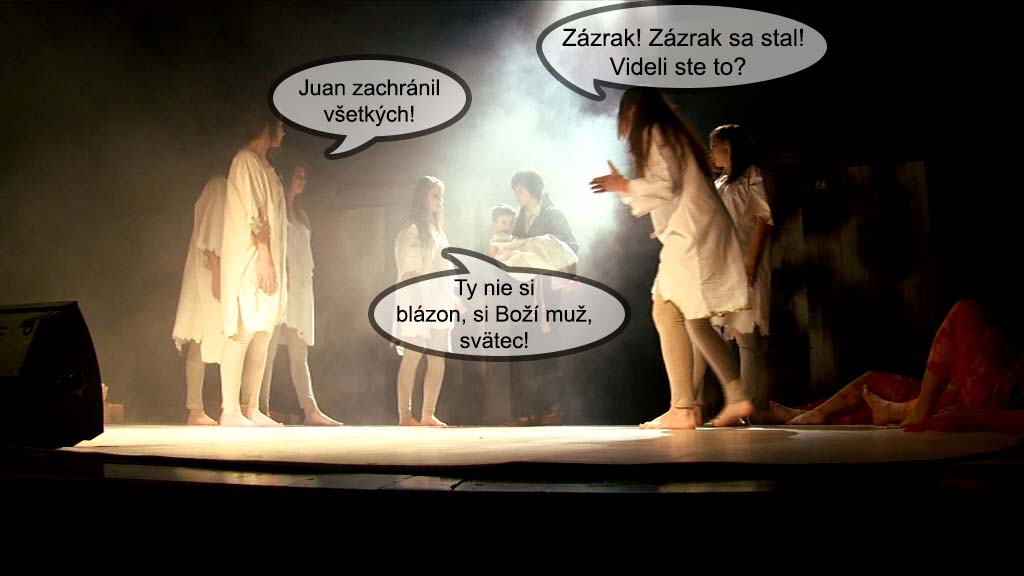 Juan zachránil
všetkých!
Zázrak! Zázrak sa stal!
Videli ste to?
Ty nie si
blázon, si Boží muž,
svätec!